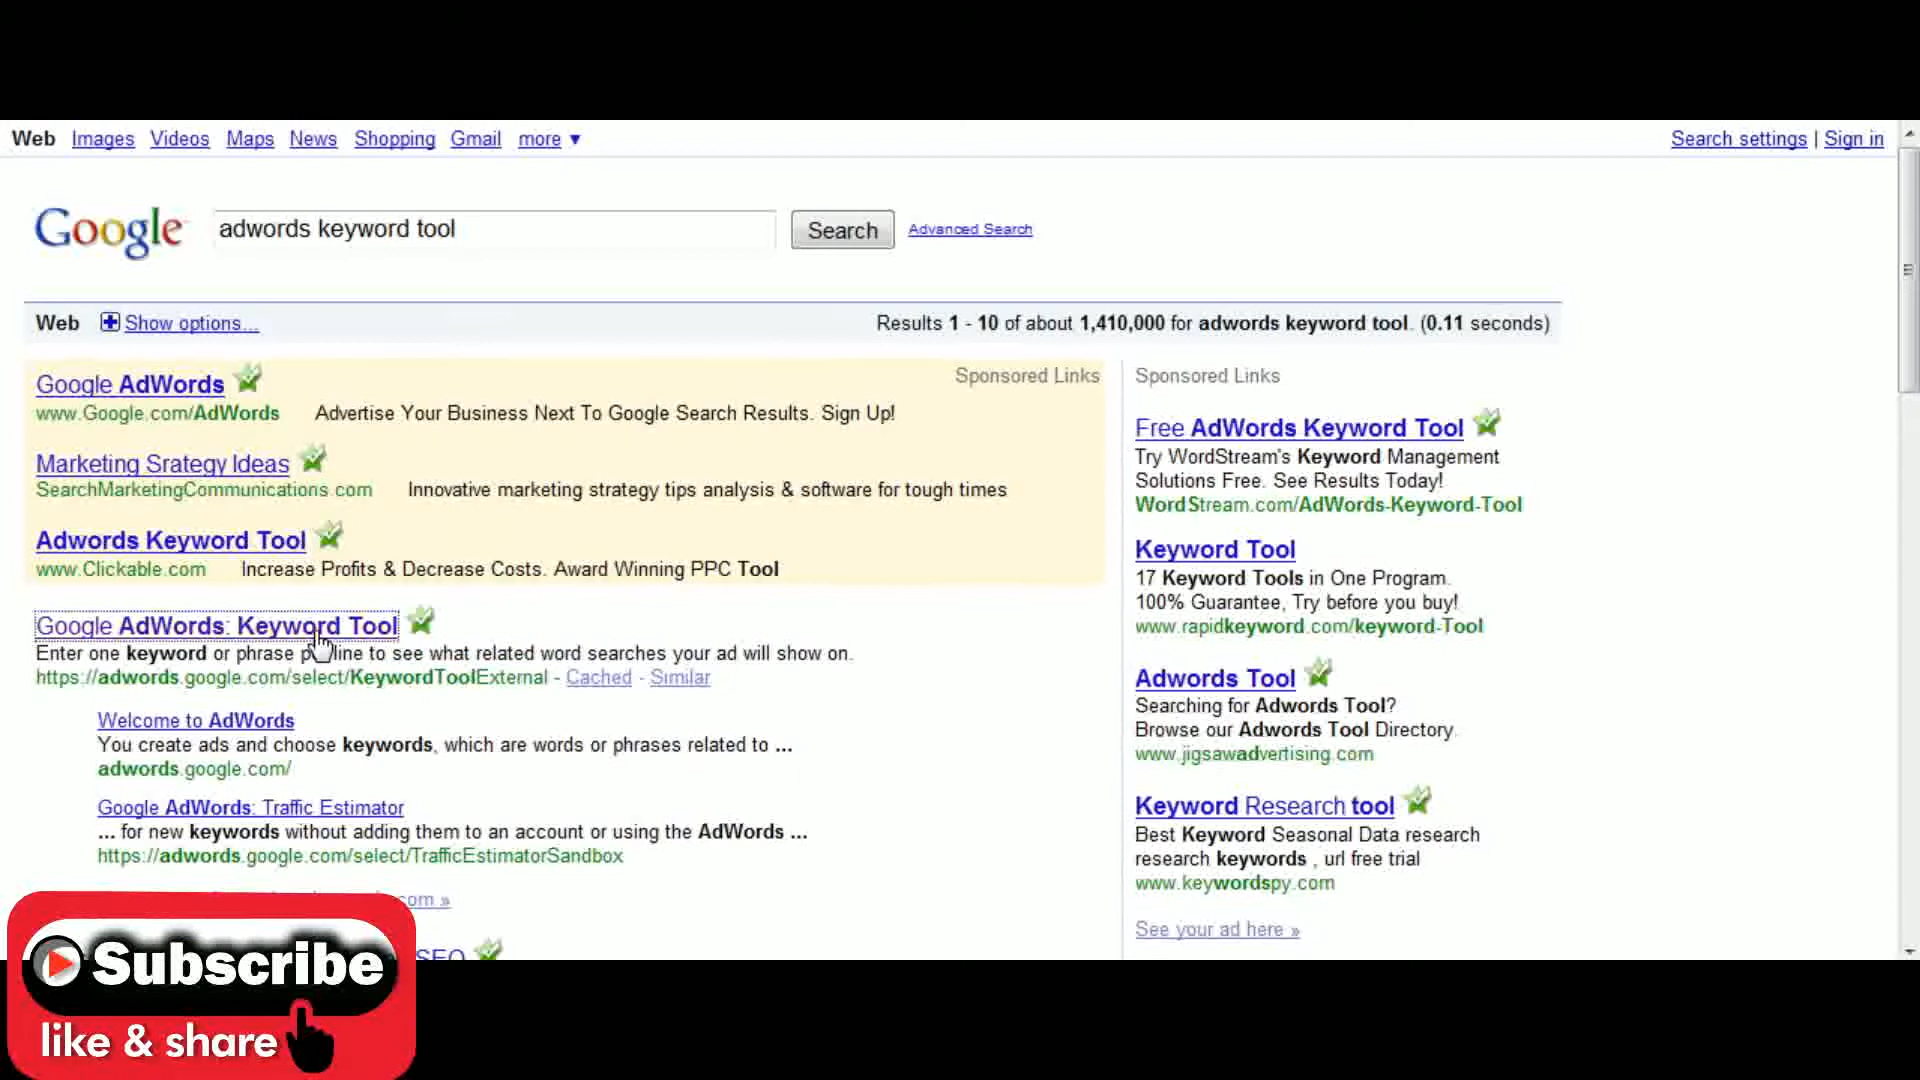 Web Images Videos Maps News Shopping Gmail more ▼
Search settings | Sign in
Google
adwords keyword tool
Search
Advanced Search
Web Show options...
Results 1 - 10 of about 1,410,000 for adwords keyword tool. (0.11 seconds)
Sponsored Links
Google AdWords
www.Google.com/AdWords Advertise Your Business Next To Google Search Results. Sign Up!
Marketing Srategy Ideas
SearchMarketingCommunications.com Innovative marketing strategy tips analysis & software for tough times
Adwords Keyword Tool
www.Clickable.com Increase Profits & Decrease Costs. Award Winning PPC Tool
Google AdWords: Keyword Tool
Enter one keyword or phrase line to see what related word searches your ad will show on.
https://adwords.google.com/select/KeywordToolExternal - Cached - Similar
Welcome to AdWords
You create ads and choose keywords, which are words or phrases related to ...
adwords.google.com/
Google AdWords: Traffic Estimator
... for new keywords without adding them to an account or using the AdWords ...
https://adwords.google.com/select/TrafficEstimatorSandbox
com »
SEO
Sponsored Links
Free AdWords Keyword Tool
Try WordStream's Keyword Management
Solutions Free. See Results Today!
WordStream.com/AdWords-Keyword-Tool
Keyword Tool
17 Keyword Tools in One Program.
100% Guarantee, Try before you buy!
www.rapidkeyword.com/keyword-Tool
Adwords Tool
Searching for Adwords Tool?
Browse our Adwords Tool Directory.
www.jigsawadvertising.com
Keyword Research tool
Best Keyword Seasonal Data research
research keywords , url free trial
www.keywordspy.com
See your ad here »
Subscribe
like & share